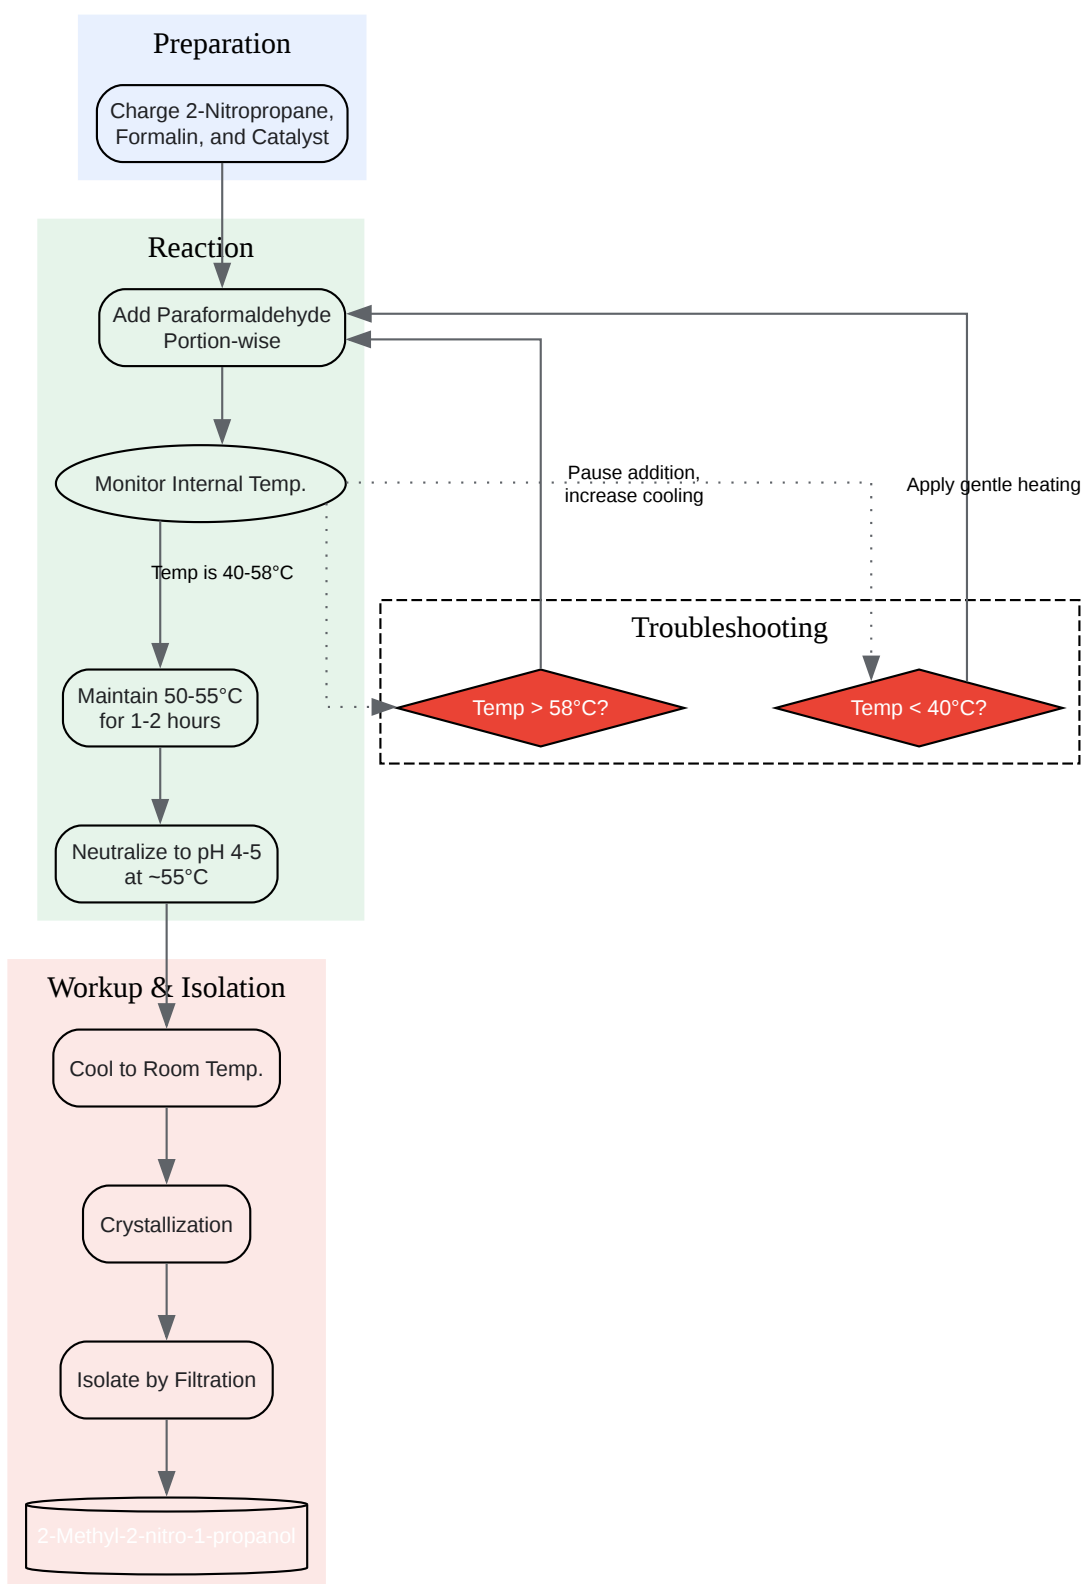 Preparation
Charge 2-Nitropropane,
Formalin, and Catalyst
Reaction
Add Paraformaldehyde
Portion-wise
Monitor Internal Temp.
Pause addition,
increase cooling
Apply gentle heating
Temp is 40-58°C
Troubleshooting
Maintain 50-55°C
for 1-2 hours
Temp > 58°C?
Temp < 40°C?
Neutralize to pH 4-5
at ~55°C
Workup & Isolation
Cool to Room Temp.
Crystallization
Isolate by Filtration
2-Methyl-2-nitro-1-propanol